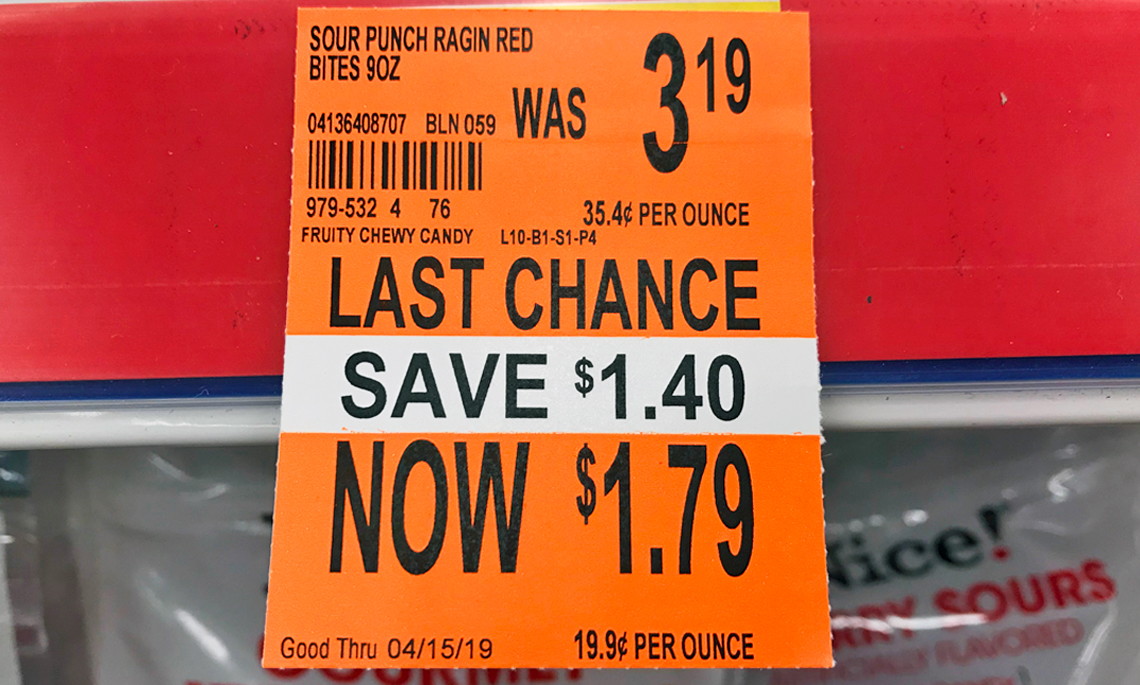 SOUR PUNCH RAGIN RED
BITES 9OZ
04136408707 BLN 059
WAS 3 19
979-532 4 76
35.4¢ PER OUNCE
FRUITY CHEWY CANDY L10-B1-S1-P4
LAST CHANCE
SAVE $1.40
NOW $1.79
Good Thru 04/15/19 19.9¢ PER OUNCE
Nice!
SOURS
FLAVORED